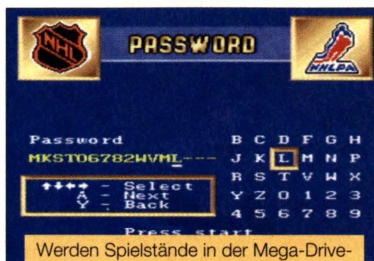 NHL
PASSWORD
NHLPA
Password
MKST06782WVML---
B C D F G H
J K L M N P
R S T V W X
Y Z 0 1 2 3
4 5 6 7 8 9
↑↓←→ - Select
A - Next
Y - Back
Press start
Werden Spielstände in der Mega-Drive-